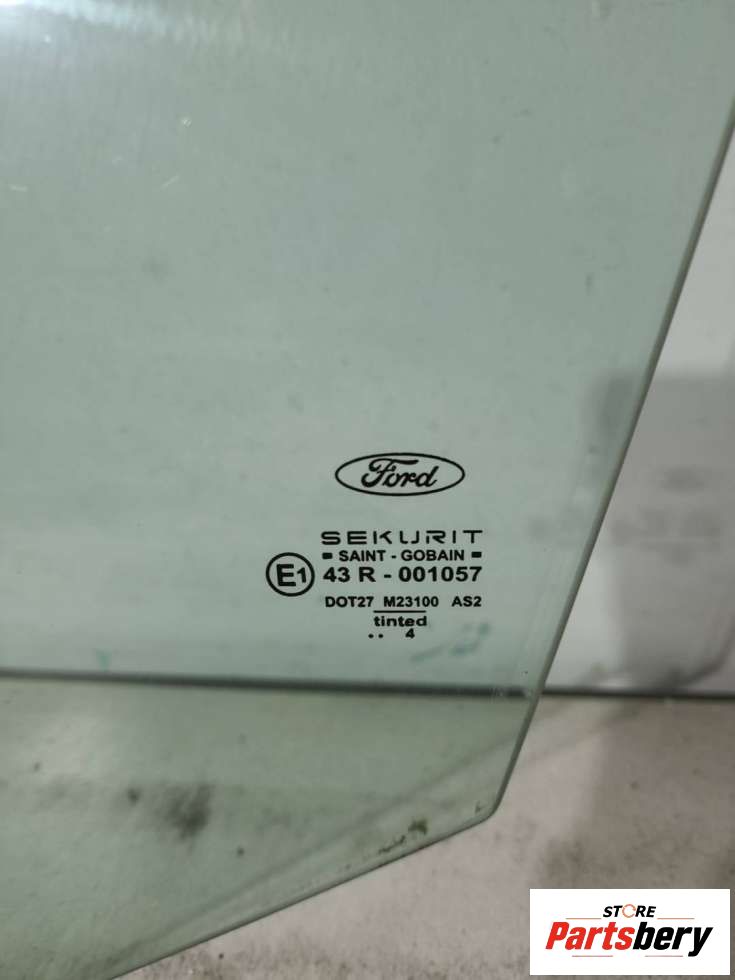 Ford
SEKURIT
SAINT - GOBAIN
E1 43 R - 001057
DOT27 M23100 AS2
tinted
.. 4
STORE
Partsbery